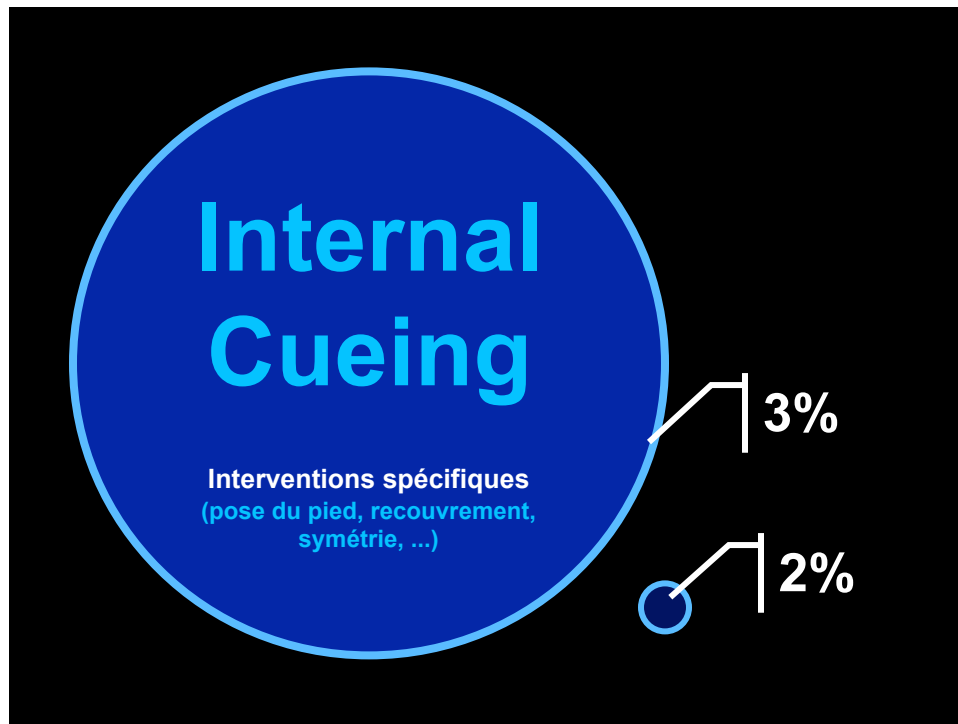 Internal
Cueing
Interventions spécifiques
(pose du pied, recouvrement,
symétrie, ...)
3%
2%